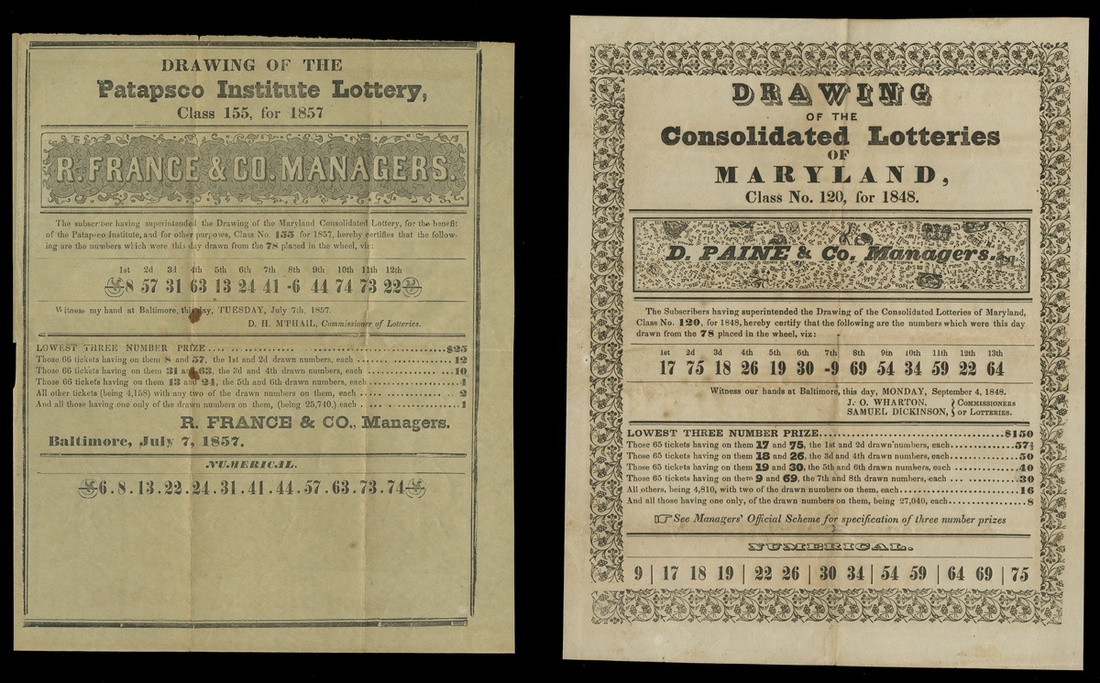 DRAWING OF THE
Patapsco Institute Lottery,
Class 155, for 1857
R. FRANCE & CO. MANAGERS.
The subscriber having superintended the Drawing of the Maryland Consolidated Lottery, for the benefit
of the Patapsco Institute, and for other purposes, Class No. 155 for 1857, hereby certifies that the follow-
ing are the numbers which were this day drawn from the 78 placed in the wheel, viz:
1st 2d 3d 4th 5th 6th 7th 8th 9th 10th 11th 12th
8 57 31 63 13 24 41 -6 44 74 73 22
Witness my hand at Baltimore, this day, TUESDAY, July 7th, 1857.
D. H. M'PHAIL, Commissioner of Lotteries.
LOWEST THREE NUMBER PRIZE $25
Those 66 tickets having on them 8 and 57, the 1st and 2d drawn numbers, each 12
Those 66 tickets having on them 31 and 63, the 3d and 4th drawn numbers, each 10
Those 66 tickets having on them 13 and 24, the 5th and 6th drawn numbers, each 4
All other tickets (being 4,158) with any two of the drawn numbers on them, each 2
And all those having one only of the drawn numbers on them, (being 25,740,) each 1
R. FRANCE & CO., Managers.
Baltimore, July 7, 1857.
NUMERICAL.
6.8.13.22.24.31.41.44.57.63.73.74
DRAWING
OF THE
Consolidated Lotteries
OF
MARYLAND,
Class No. 120, for 1848.
D. PAINE & Co. Managers.
The Subscribers having superintended the Drawing of the Consolidated Lotteries of Maryland,
Class No. 120, for 1848, hereby certify that the following are the numbers which were this day
drawn from the 78 placed in the wheel, viz:
1st 2d 3d 4th 5th 6th 7th 8th 9th 10th 11th 12th 13th
17 75 18 26 19 30 -9 69 54 34 59 22 64
Witness our hands at Baltimore, this day, MONDAY, September 4, 1848.
J. O. WHARTON, } COMMISSIONERS
SAMUEL DICKINSON, } OF LOTTERIES.
LOWEST THREE NUMBER PRIZE $150
Those 65 tickets having on them 17 and 75, the 1st and 2d drawn numbers, each 57½
Those 65 tickets having on them 18 and 26, the 3d and 4th drawn numbers, each 50
Those 65 tickets having on them 19 and 30, the 5th and 6th drawn numbers, each 40
Those 65 tickets having on them 9 and 69, the 7th and 8th drawn numbers, each 30
All others, being 4,810, with two of the drawn numbers on them, each 16
And all those having one only, of the drawn numbers on them, being 27,040, each 8
☞ See Managers' Official Scheme for specification of three number prizes
NUMERICAL.
9 | 17 18 19 | 22 26 | 30 34 | 54 59 | 64 69 | 75